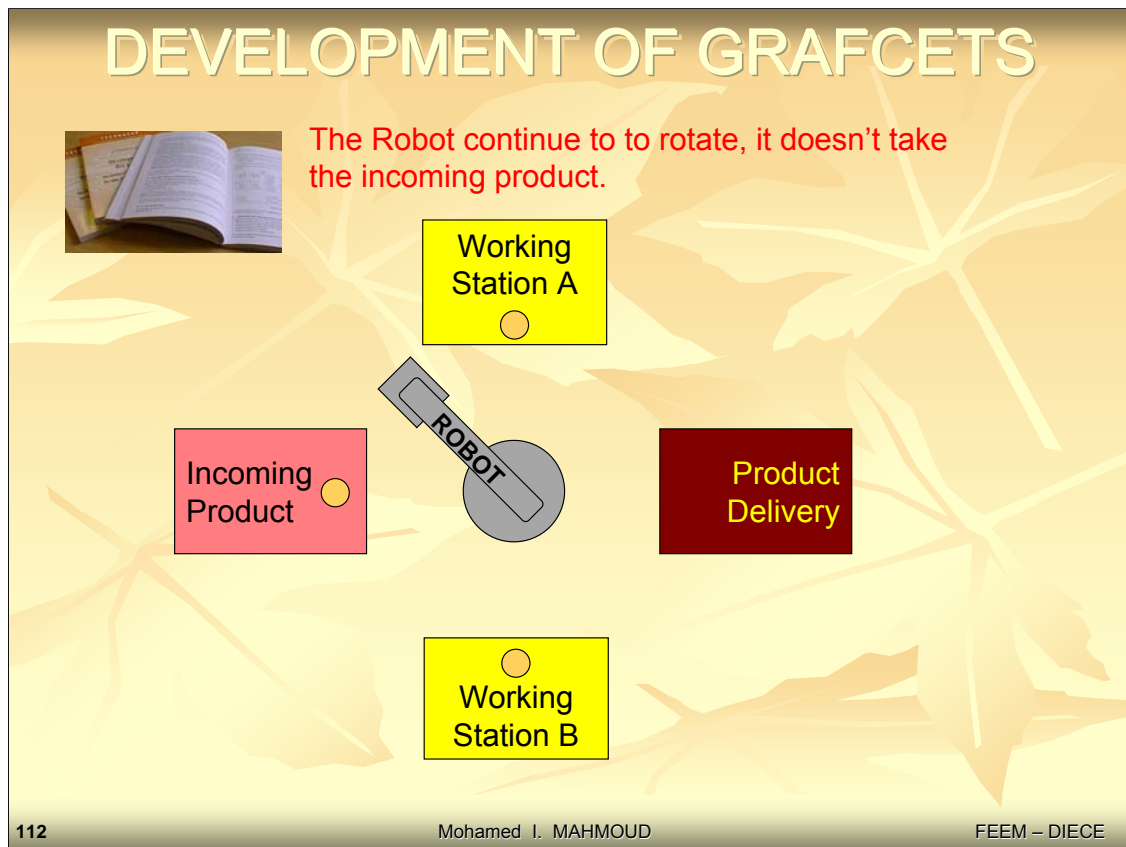 DEVELOPMENT OF GRAFCETS
The Robot continue to to rotate, it doesn't take
the incoming product.
Working
Station A
ROBOT
Incoming
Product
Product
Delivery
Working
Station B
112
Mohamed I. MAHMOUD
FEEM – DIECE